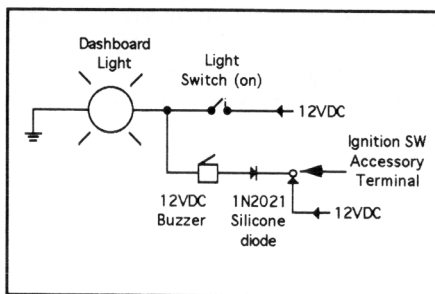 Dashboard
Light
Light
Switch (on)
12VDC
Ignition SW
Accessory
Terminal
12VDC
Buzzer
1N2021
Silicone
diode
12VDC